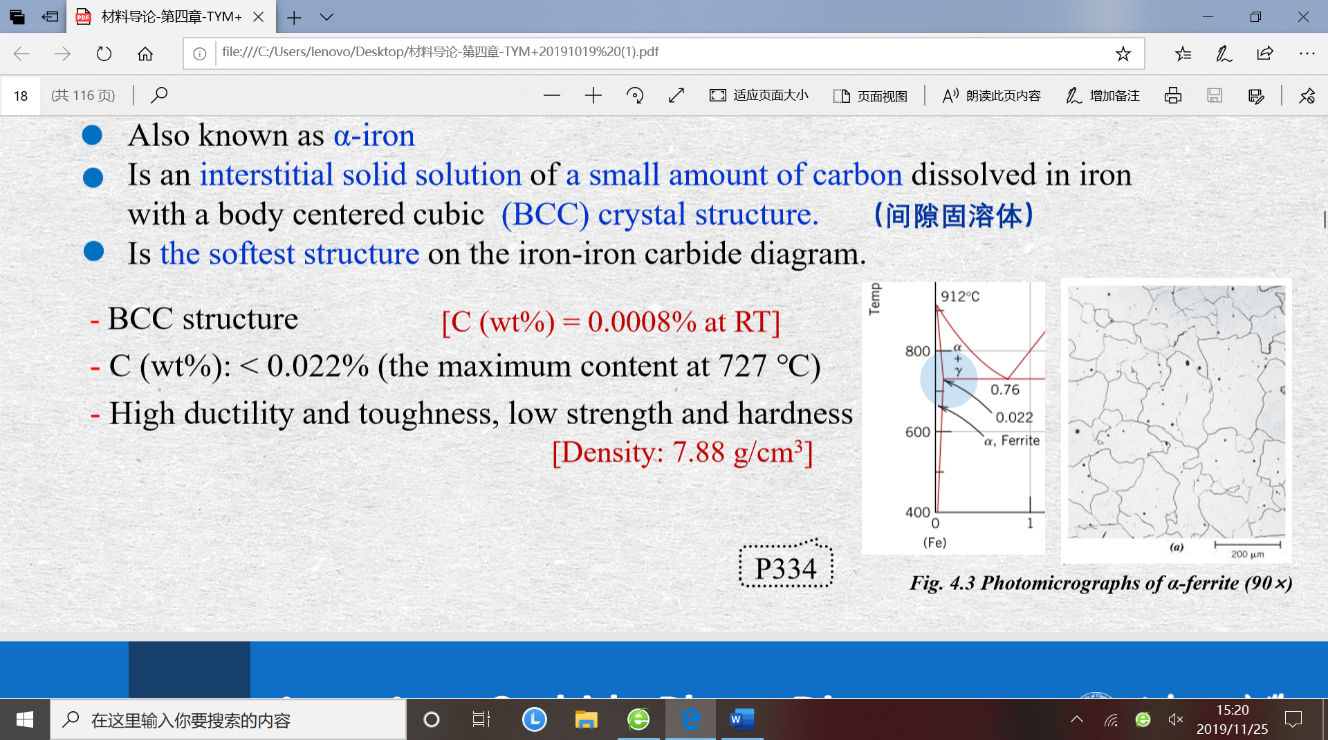 材料导论-第四章-TYM+
file:///C:/Users/lenovo/Desktop/材料导论-第四章-TYM+20191019%20(1).pdf
18 (共 116 页) 适应页面大小 页面视图 朗读此页内容 增加备注
Also known as α-iron
Is an interstitial solid solution of a small amount of carbon dissolved in iron
with a body centered cubic (BCC) crystal structure. (间隙固溶体)
Is the softest structure on the iron-iron carbide diagram.
- BCC structure [C (wt%) = 0.0008% at RT]
- C (wt%): < 0.022% (the maximum content at 727 °C)
- High ductility and toughness, low strength and hardness
[Density: 7.88 g/cm³]
P334
Temp
912°C
800
α
+
γ
0.76
0.022
600
α, Ferrite
400
0 1
(Fe)
(a) 200 μm
Fig. 4.3 Photomicrographs of α-ferrite (90×)
在这里输入你要搜索的内容
15:20
2019/11/25